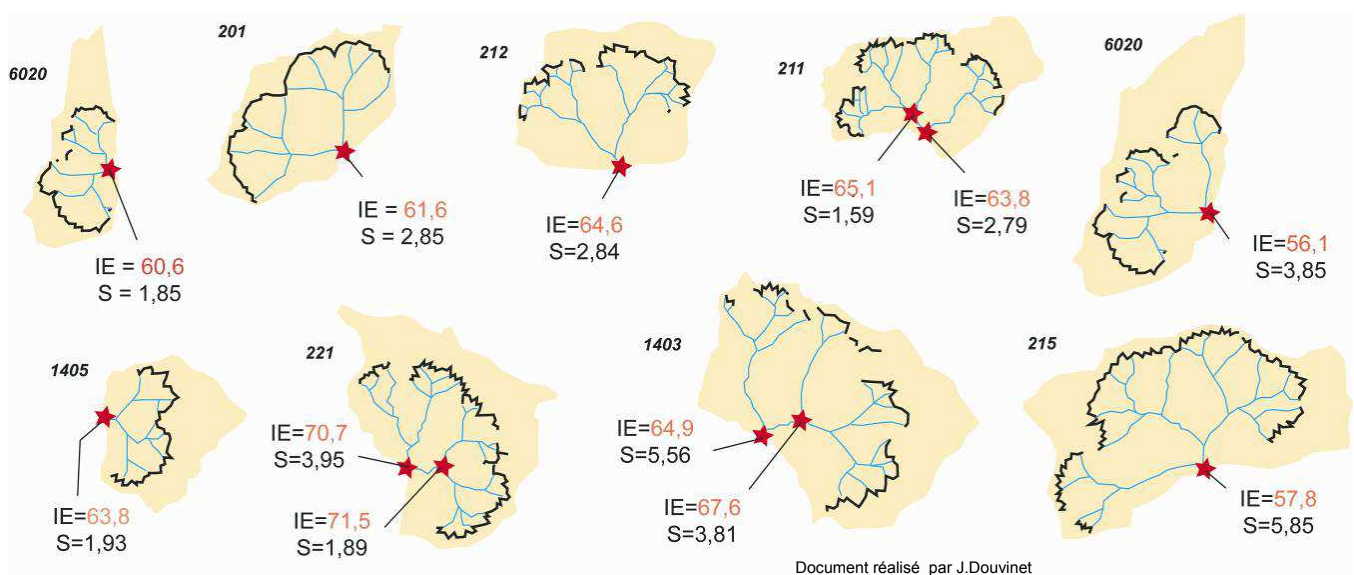 6020
201
212
211
6020
IE = 60,6
S = 1,85
IE = 61,6
S = 2,85
IE=64,6
S=2,84
IE=65,1
S=1,59
IE=63,8
S=2,79
IE=56,1
S=3,85
1405
221
1403
215
IE=63,8
S=1,93
IE=70,7
S=3,95
IE=71,5
S=1,89
IE=64,9
S=5,56
IE=67,6
S=3,81
IE=57,8
S=5,85
Document réalisé par J.Douvinet